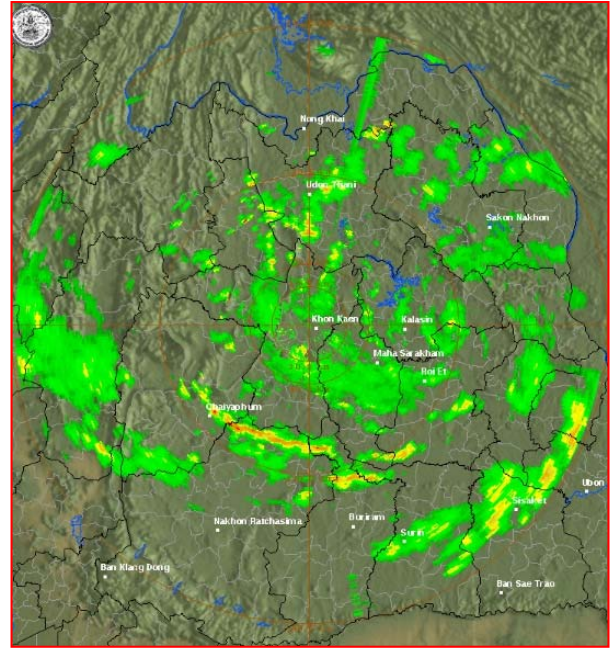 Nong Khai
Udon Thani
Sakon Nakhon
Khon Kaen
Kalasin
Maha Sarakham
Roi Et
Chaiyaphum
Ubon
Sisaket
Nakhon Ratchasima
Buriram
Surin
Ban Klang Dong
Ban Sae Trao